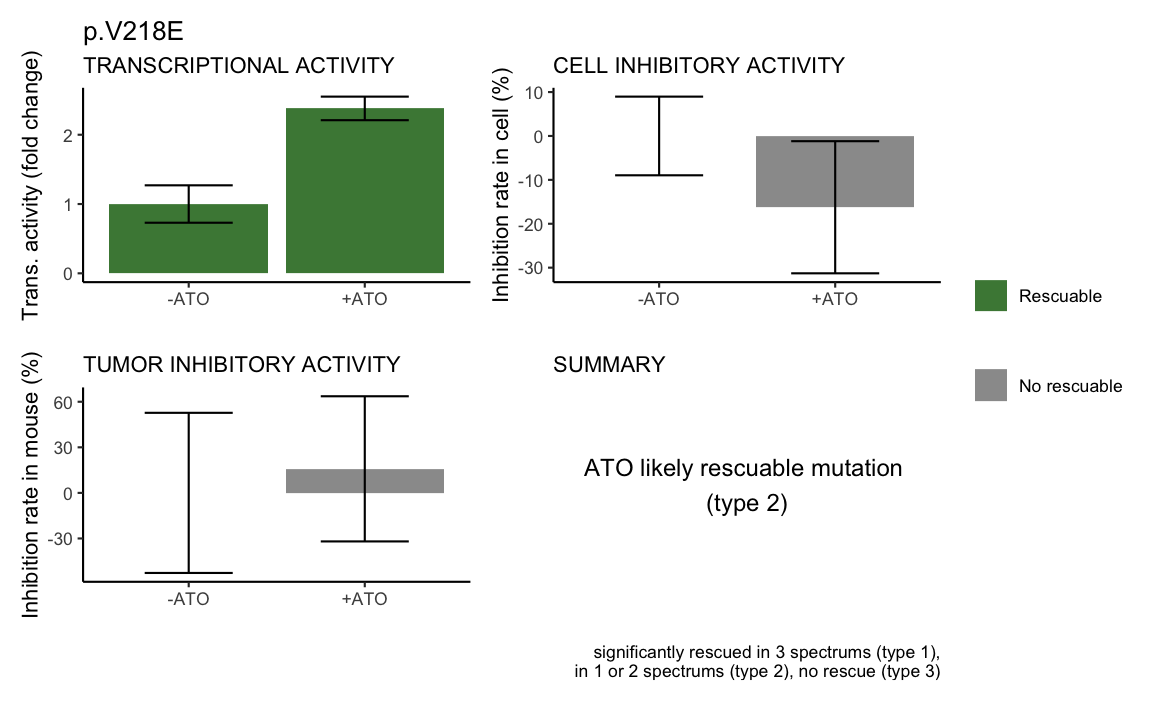 p.V218E
TRANSCRIPTIONAL ACTIVITY
Trans. activity (fold change)
2
1
0
-ATO
+ATO
CELL INHIBITORY ACTIVITY
Inhibition rate in cell (%)
10
0
-10
-20
-30
-ATO
+ATO
Rescuable
No rescuable
TUMOR INHIBITORY ACTIVITY
Inhibition rate in mouse (%)
60
30
0
-30
-ATO
+ATO
SUMMARY
ATO likely rescuable mutation
(type 2)
significantly rescued in 3 spectrums (type 1),
in 1 or 2 spectrums (type 2), no rescue (type 3)